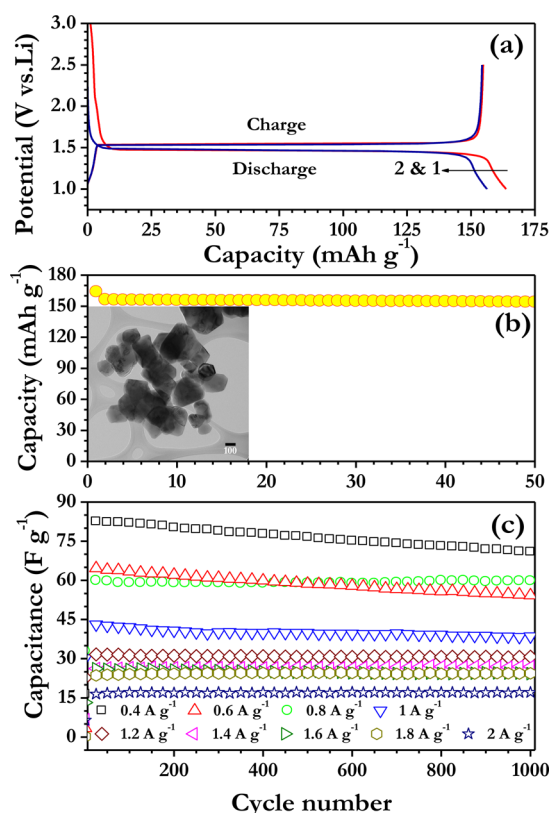 (a)
3.0
2.5
2.0
1.5
1.0
Potential (V vs.Li)
Charge
Discharge
2 & 1
0 25 50 75 100 125 150 175
Capacity (mAh g⁻¹)
(b)
180
150
120
90
60
30
0
Capacity (mAh g⁻¹)
100
0 10 20 30 40 50
(c)
90
75
60
45
30
15
0
Capacitance (F g⁻¹)
0.4 A g⁻¹ 0.6 A g⁻¹ 0.8 A g⁻¹ 1 A g⁻¹
1.2 A g⁻¹ 1.4 A g⁻¹ 1.6 A g⁻¹ 1.8 A g⁻¹ 2 A g⁻¹
200 400 600 800 1000
Cycle number